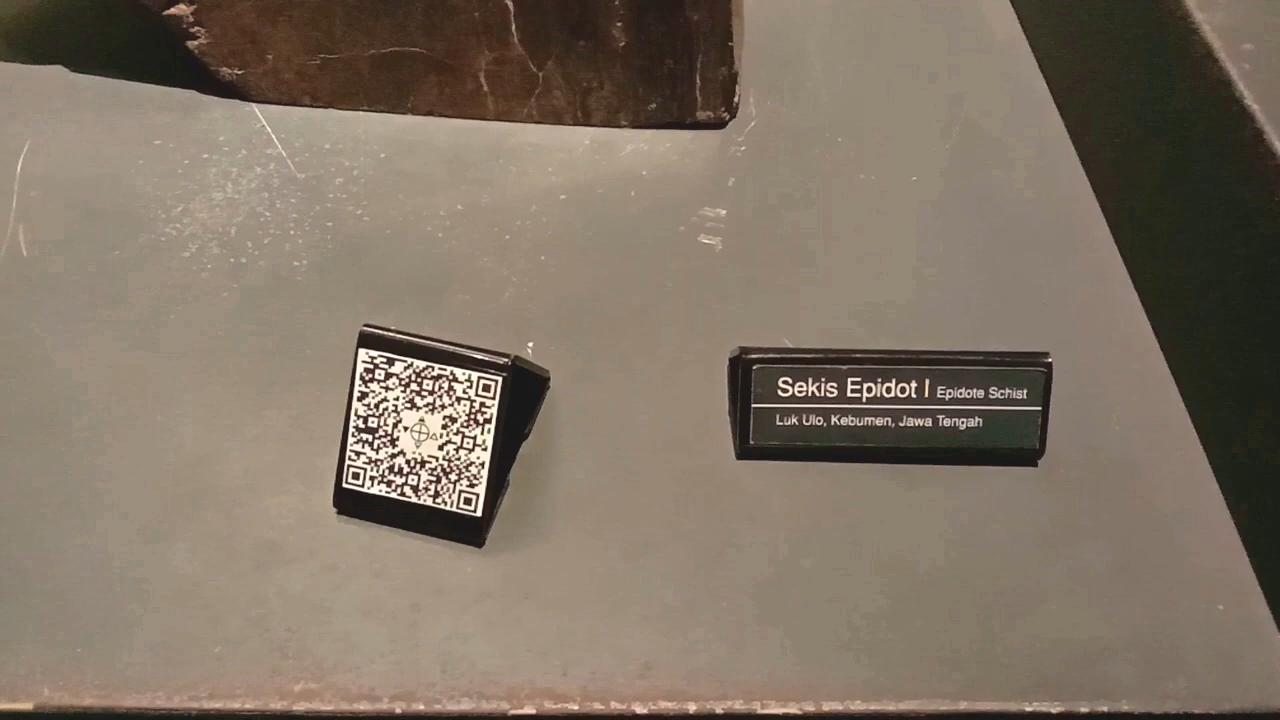 Sekis Epidot | Epidote Schist
Luk Ulo, Kebumen, Jawa Tengah